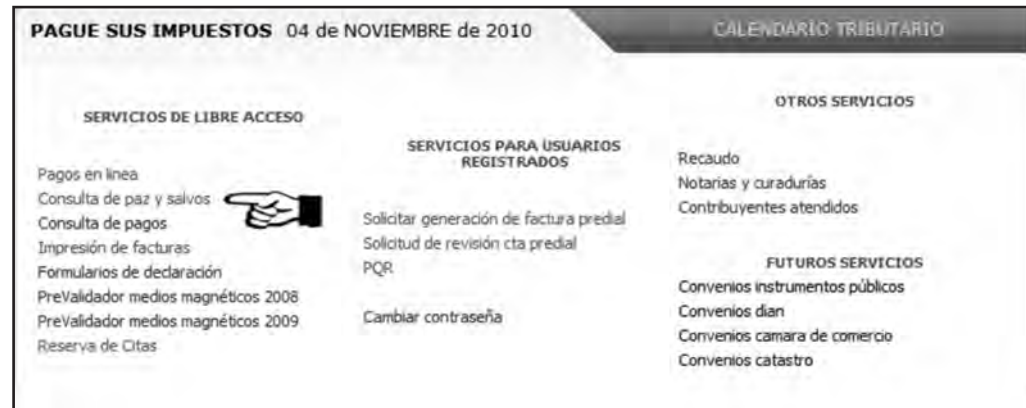 PAGUE SUS IMPUESTOS 04 de NOVIEMBRE de 2010
CALENDARIO TRIBUTARIO
SERVICIOS DE LIBRE ACCESO
Pagos en linea
Consulta de paz y salvos
Consulta de pagos
Impresión de facturas
Formularios de declaración
PreValidador medios magnéticos 2008
PreValidador medios magnéticos 2009
Reserva de Citas
SERVICIOS PARA USUARIOS
REGISTRADOS
Solicitar generación de factura predial
Solicitud de revisión cta predial
PQR
Cambiar contraseña
OTROS SERVICIOS
Recaudo
Notarias y curadurías
Contribuyentes atendidos
FUTUROS SERVICIOS
Convenios instrumentos públicos
Convenios dian
Convenios camara de comercio
Convenios catastro